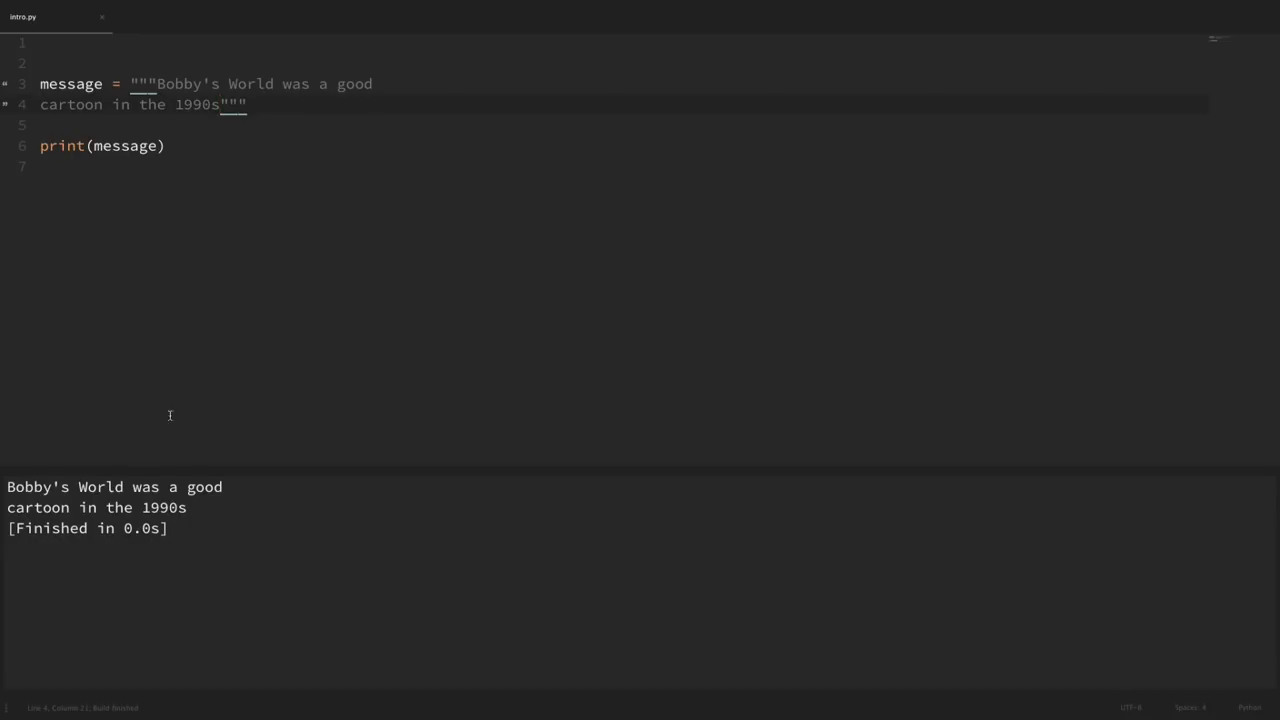 intro.py ×
1
2
3 message = """Bobby's World was a good
4 cartoon in the 1990s"""
5
6 print(message)
7
Bobby's World was a good
cartoon in the 1990s
[Finished in 0.0s]
Line 4, Column 21; Build finished UTF-8 Spaces: 4 Python